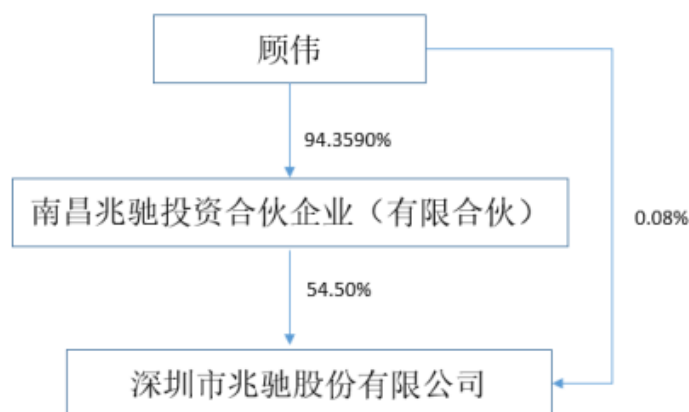 顾伟
94.3590%
南昌兆驰投资合伙企业（有限合伙）
0.08%
54.50%
深圳市兆驰股份有限公司